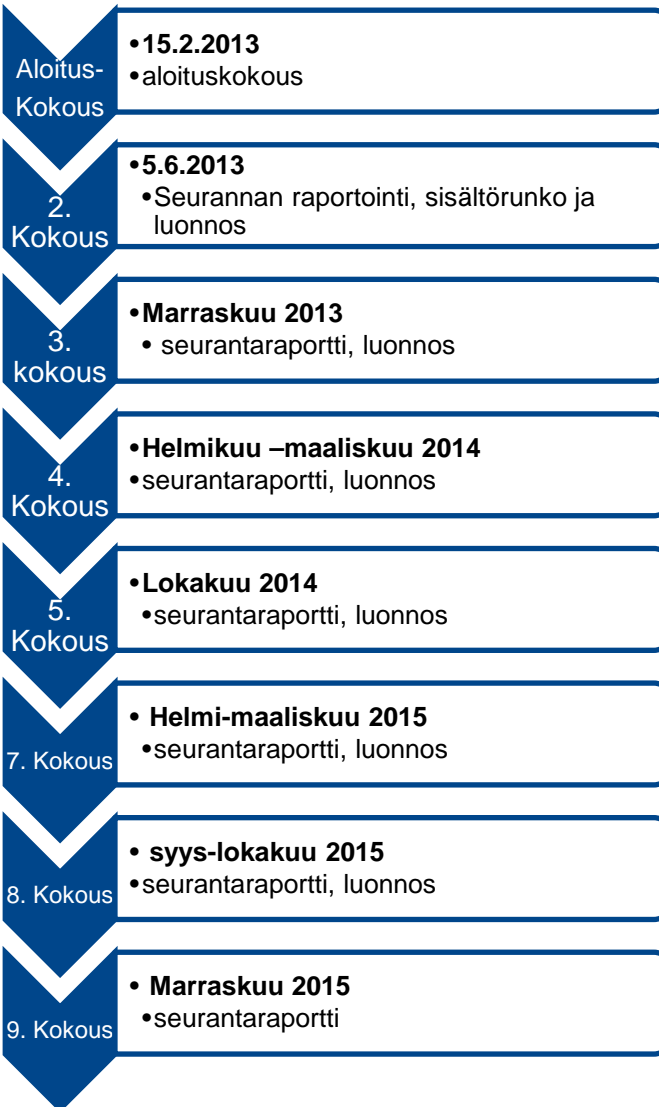 Aloitus-
Kokous
•15.2.2013
•aloituskokous
2.
Kokous
•5.6.2013
•Seurannan raportointi, sisältörunko ja
luonnos
3.
kokous
•Marraskuu 2013
• seurantaraportti, luonnos
4.
Kokous
•Helmikuu –maaliskuu 2014
•seurantaraportti, luonnos
5.
Kokous
•Lokakuu 2014
•seurantaraportti, luonnos
7. Kokous
• Helmi-maaliskuu 2015
•seurantaraportti, luonnos
8. Kokous
• syys-lokakuu 2015
•seurantaraportti, luonnos
9. Kokous
• Marraskuu 2015
•seurantaraportti